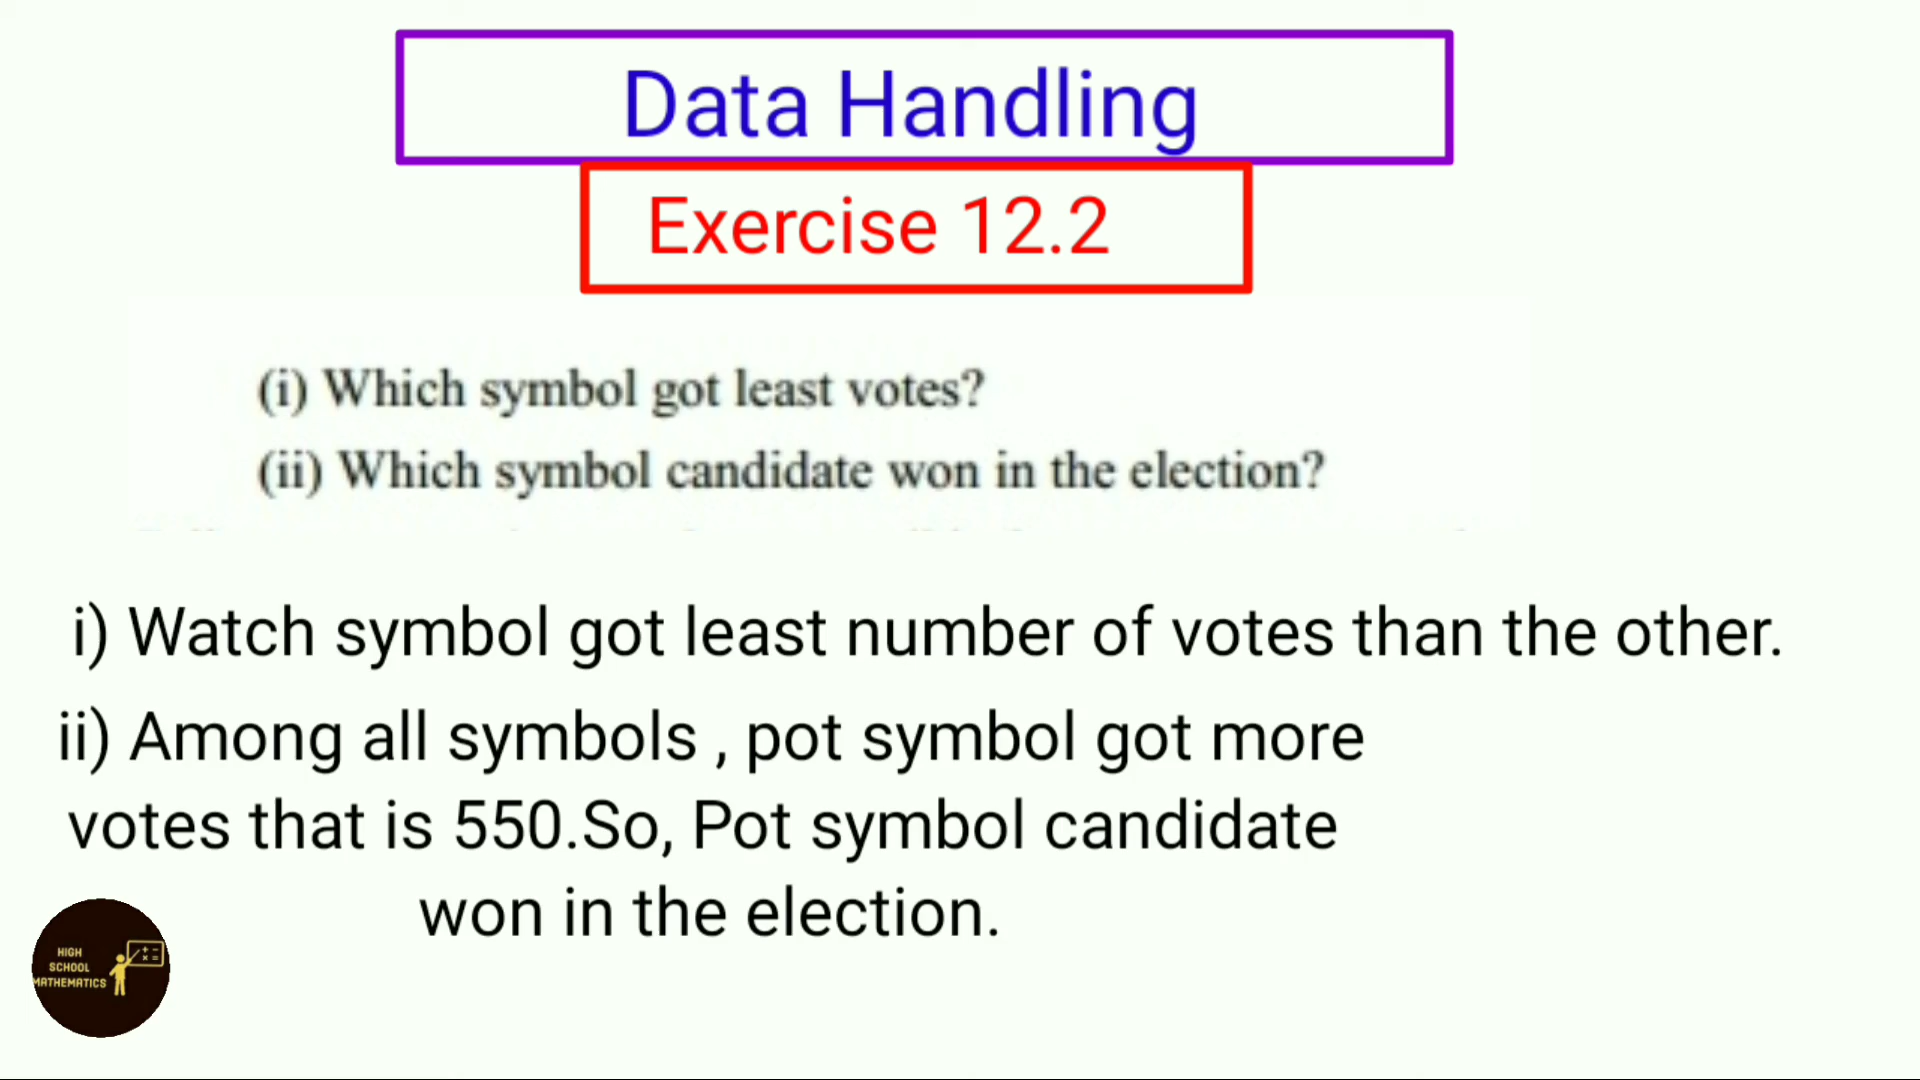 Data Handling
Exercise 12.2
(i) Which symbol got least votes?
(ii) Which symbol candidate won in the election?
i) Watch symbol got least number of votes than the other.
ii) Among all symbols , pot symbol got more
votes that is 550.So, Pot symbol candidate
won in the election.
HIGH
SCHOOL
MATHEMATICS
+ -
× =